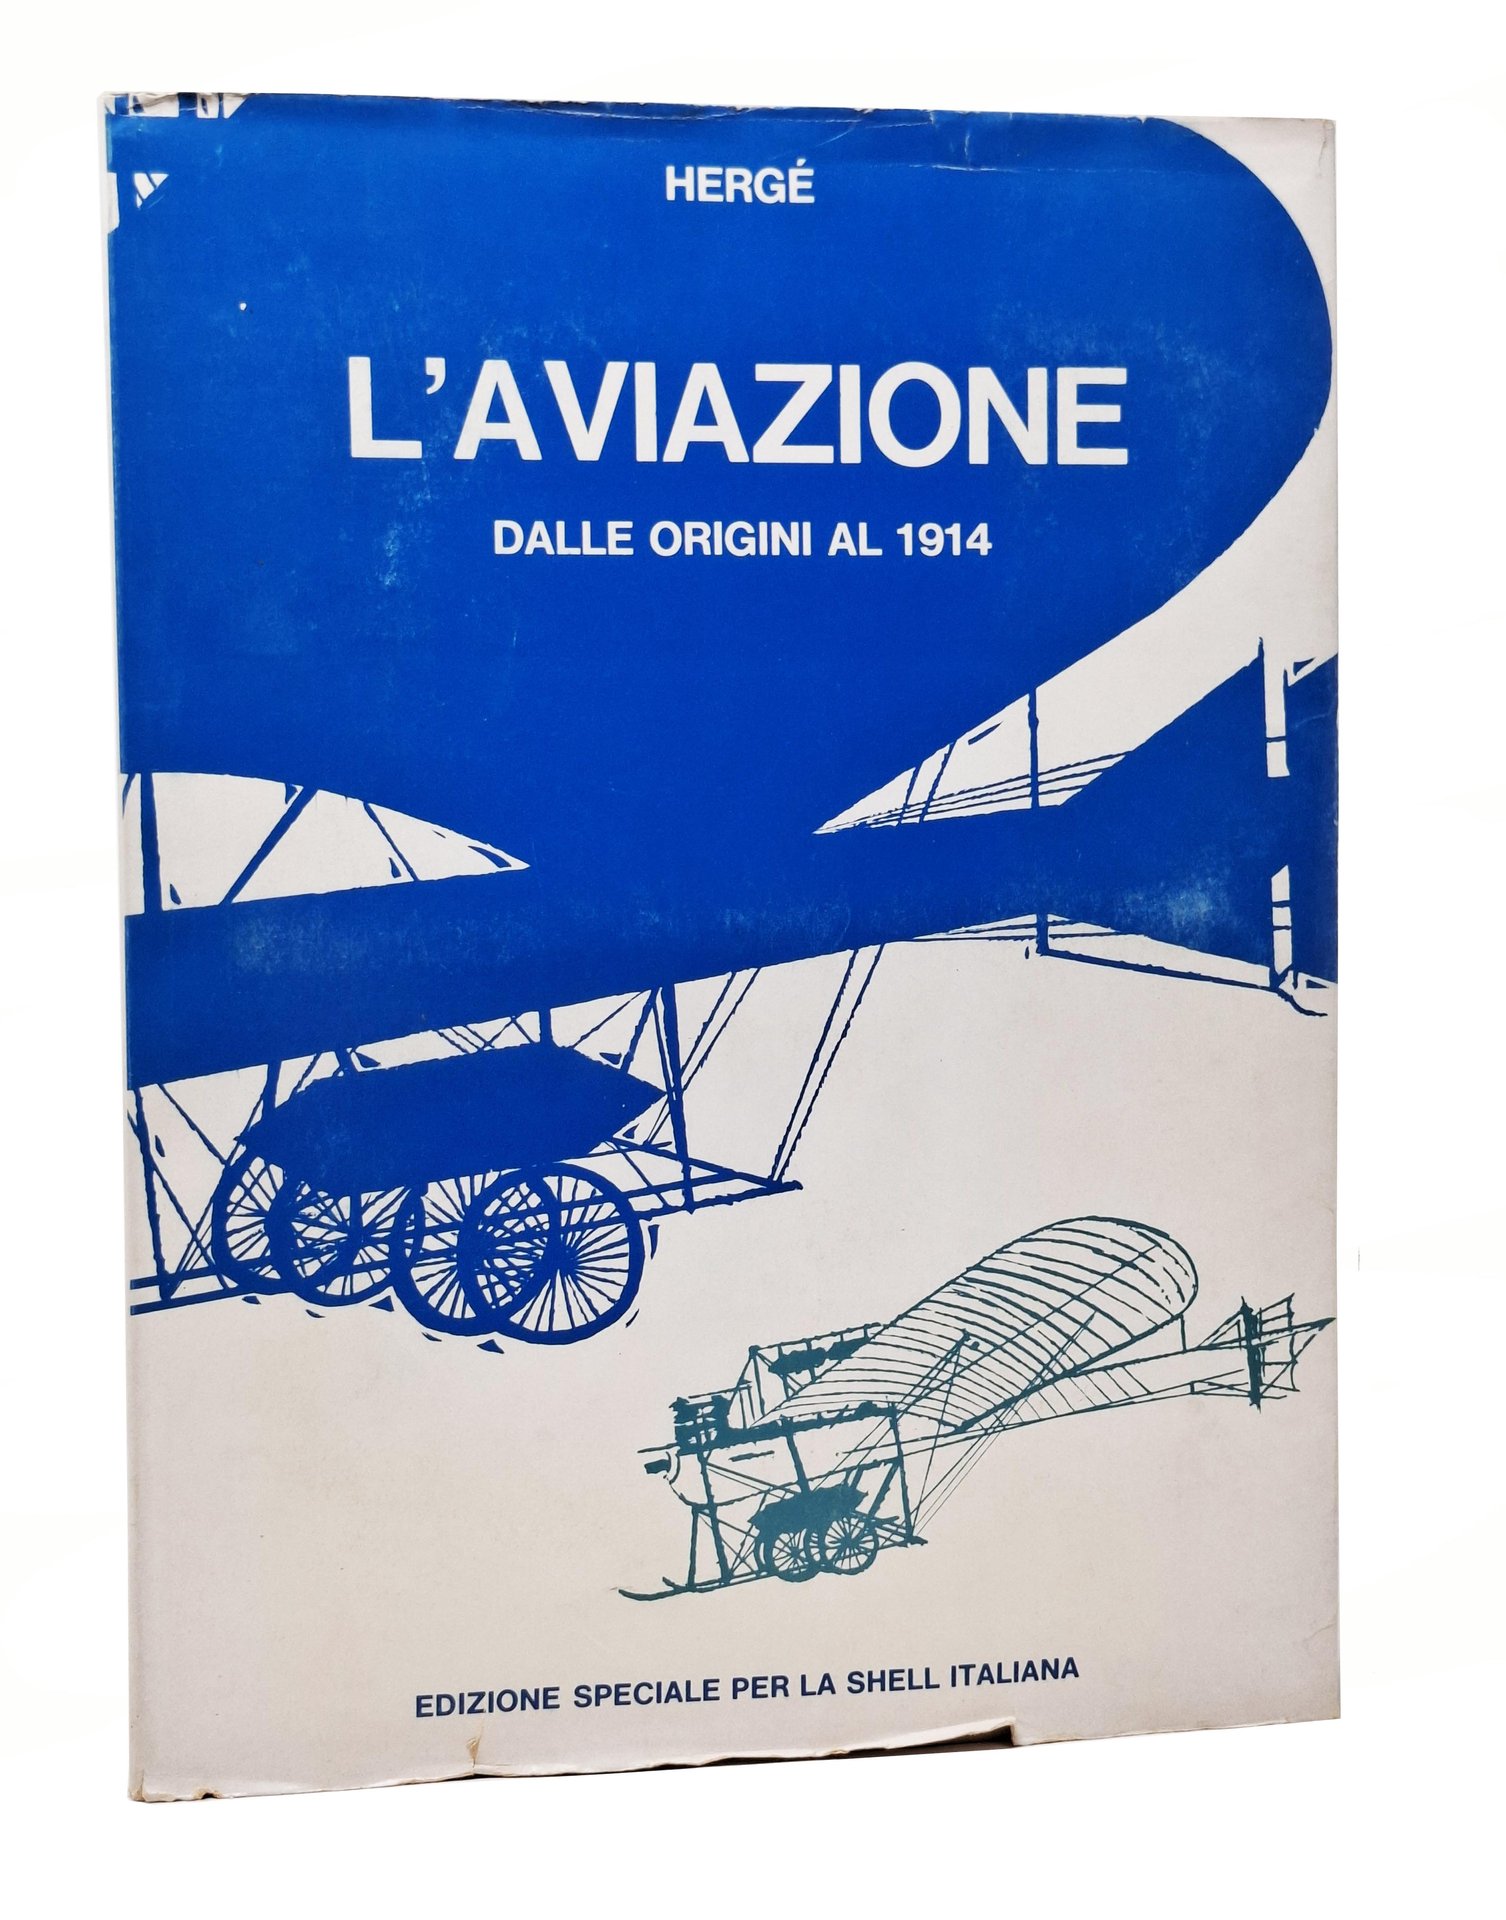 HERGÉ
L'AVIAZIONE
DALLE ORIGINI AL 1914
EDIZIONE SPECIALE PER LA SHELL ITALIANA